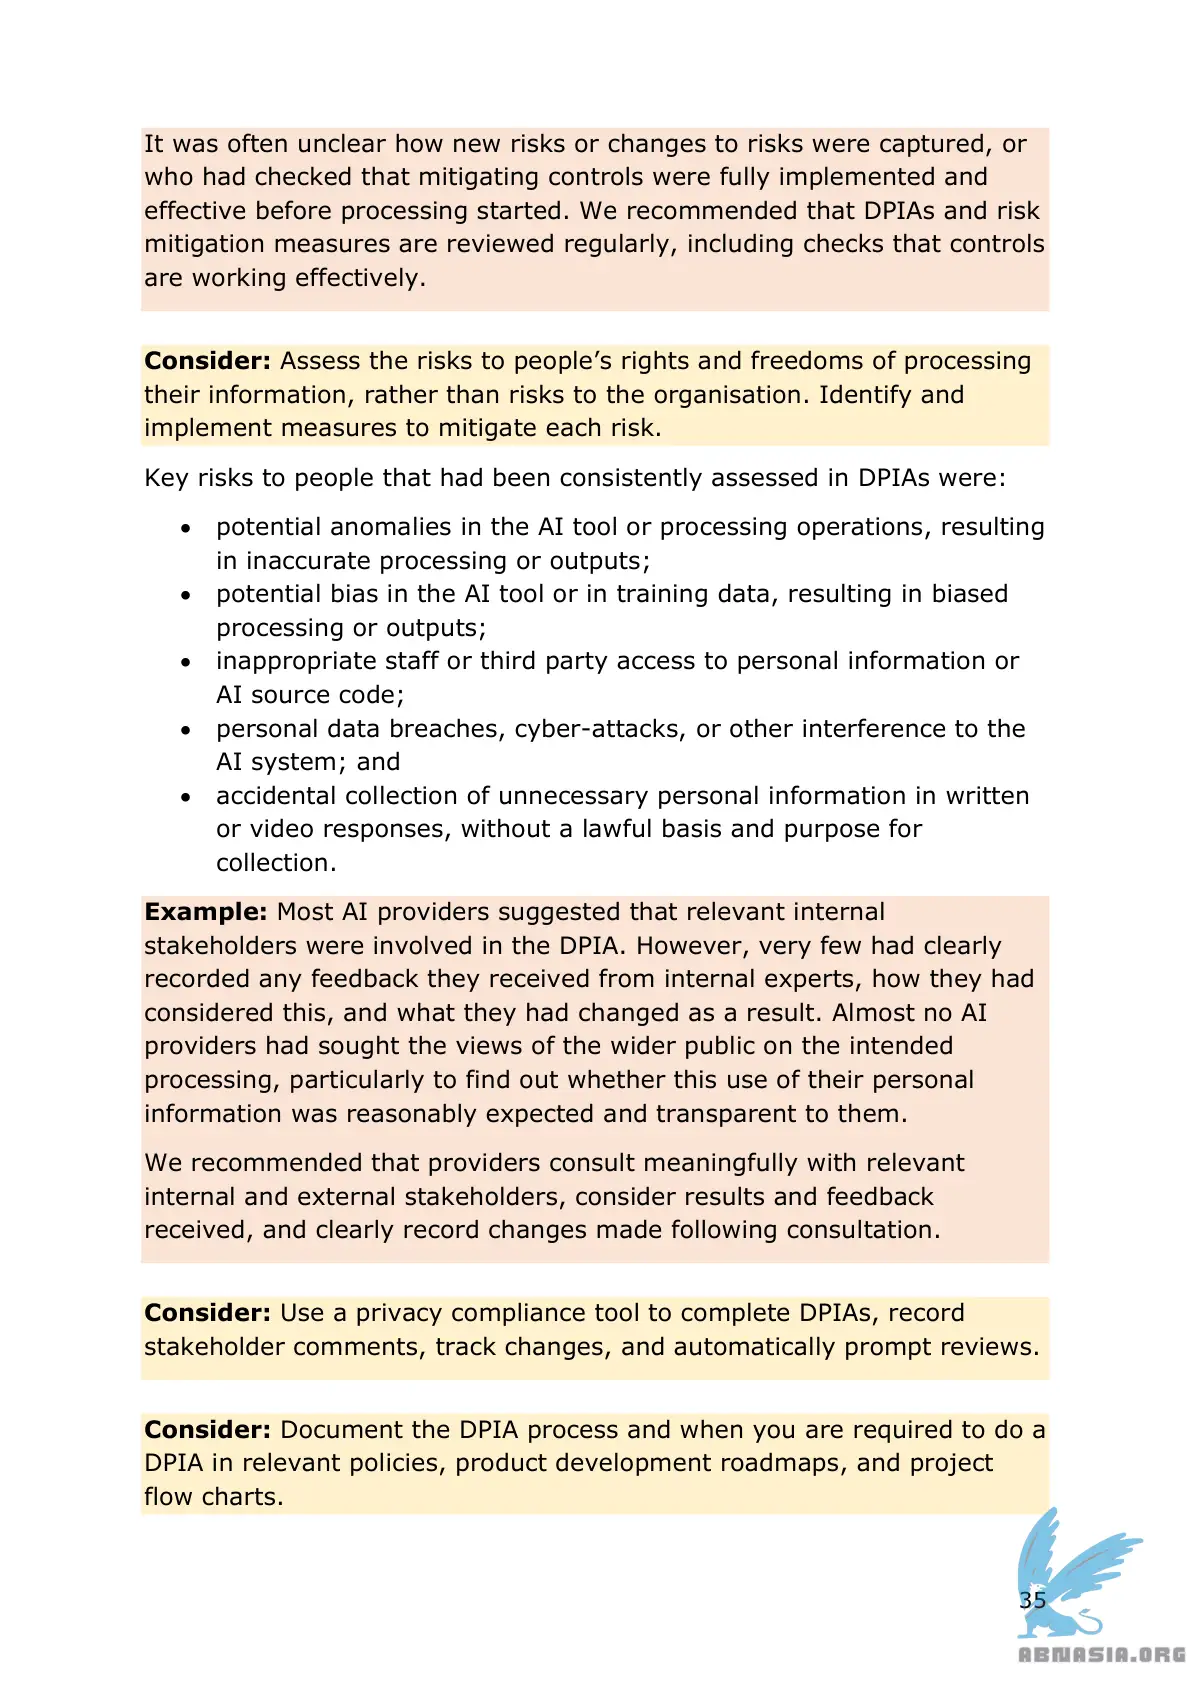 It was often unclear how new risks or changes to risks were captured, or
who had checked that mitigating controls were fully implemented and
effective before processing started. We recommended that DPIAs and risk
mitigation measures are reviewed regularly, including checks that controls
are working effectively.
Consider: Assess the risks to people’s rights and freedoms of processing
their information, rather than risks to the organisation. Identify and
implement measures to mitigate each risk.
Key risks to people that had been consistently assessed in DPIAs were:
• potential anomalies in the AI tool or processing operations, resulting
in inaccurate processing or outputs;
• potential bias in the AI tool or in training data, resulting in biased
processing or outputs;
• inappropriate staff or third party access to personal information or
AI source code;
• personal data breaches, cyber-attacks, or other interference to the
AI system; and
• accidental collection of unnecessary personal information in written
or video responses, without a lawful basis and purpose for
collection.
Example: Most AI providers suggested that relevant internal
stakeholders were involved in the DPIA. However, very few had clearly
recorded any feedback they received from internal experts, how they had
considered this, and what they had changed as a result. Almost no AI
providers had sought the views of the wider public on the intended
processing, particularly to find out whether this use of their personal
information was reasonably expected and transparent to them.
We recommended that providers consult meaningfully with relevant
internal and external stakeholders, consider results and feedback
received, and clearly record changes made following consultation.
Consider: Use a privacy compliance tool to complete DPIAs, record
stakeholder comments, track changes, and automatically prompt reviews.
Consider: Document the DPIA process and when you are required to do a
DPIA in relevant policies, product development roadmaps, and project
flow charts.
35
ABNASIA.ORG